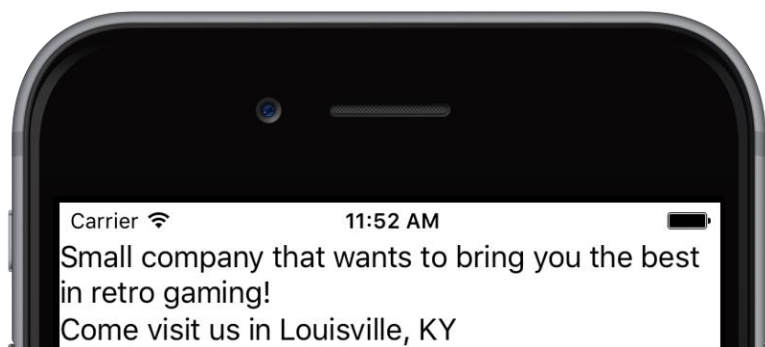 Carrier 11:52 AM
Small company that wants to bring you the best
in retro gaming!
Come visit us in Louisville, KY